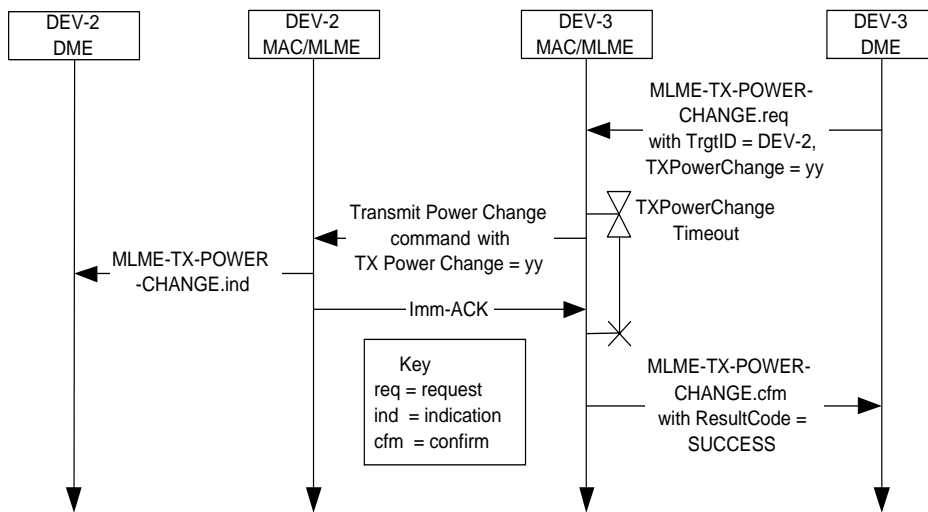 DEV-2
DME
DEV-2
MAC/MLME
DEV-3
MAC/MLME
DEV-3
DME
MLME-TX-POWER-
CHANGE.req
with TrgtID = DEV-2,
TXPowerChange = yy
TXPowerChange
Timeout
Transmit Power Change
command with
TX Power Change = yy
MLME-TX-POWER
-CHANGE.ind
Imm-ACK
Key
req = request
ind = indication
cfm = confirm
MLME-TX-POWER-
CHANGE.cfm
with ResultCode =
SUCCESS